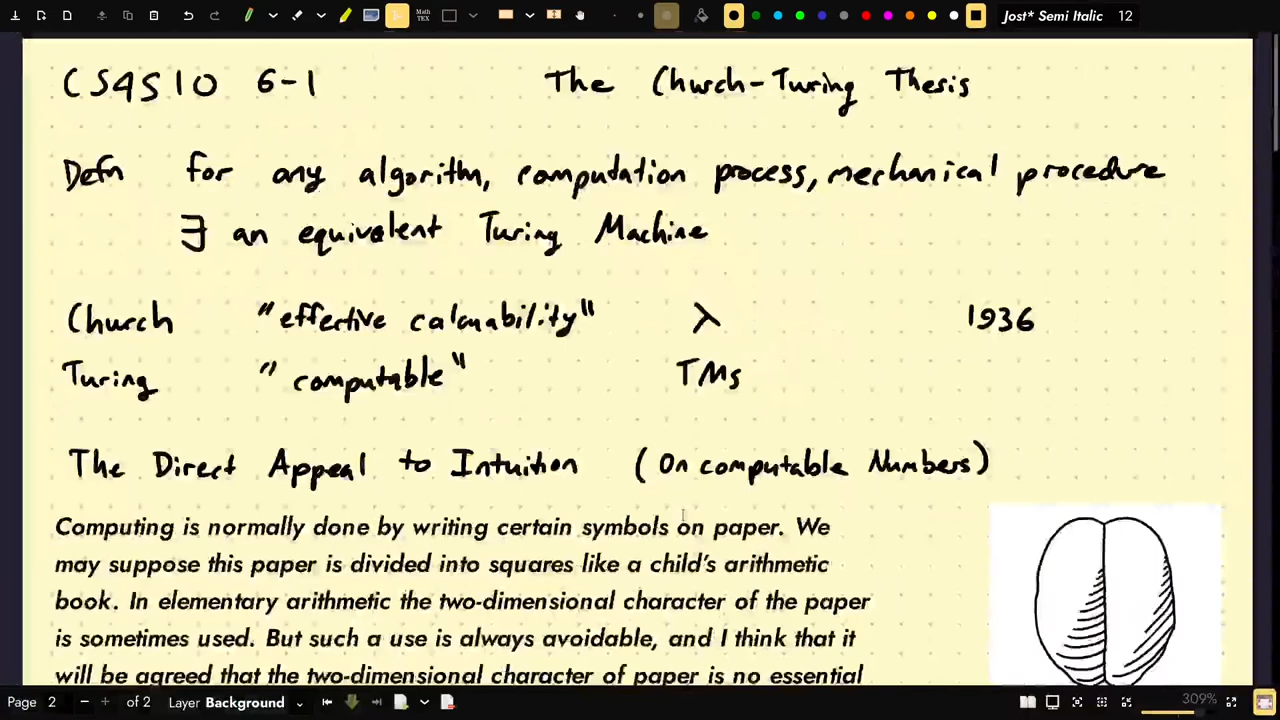 Math
TEX
Jost* Semi Italic 12
CS4510 6-1 The Church-Turing Thesis
Defn for any algorithm, computation process, mechanical procedure
∃ an equivalent Turing Machine
Church "effective calculability" λ 1936
Turing "computable" TMs
The Direct Appeal to Intuition (On computable Numbers)
Computing is normally done by writing certain symbols on paper. We
may suppose this paper is divided into squares like a child's arithmetic
book. In elementary arithmetic the two-dimensional character of the paper
is sometimes used. But such a use is always avoidable, and I think that it
will be agreed that the two-dimensional character of paper is no essential
Page 2 of 2 Layer Background 309%